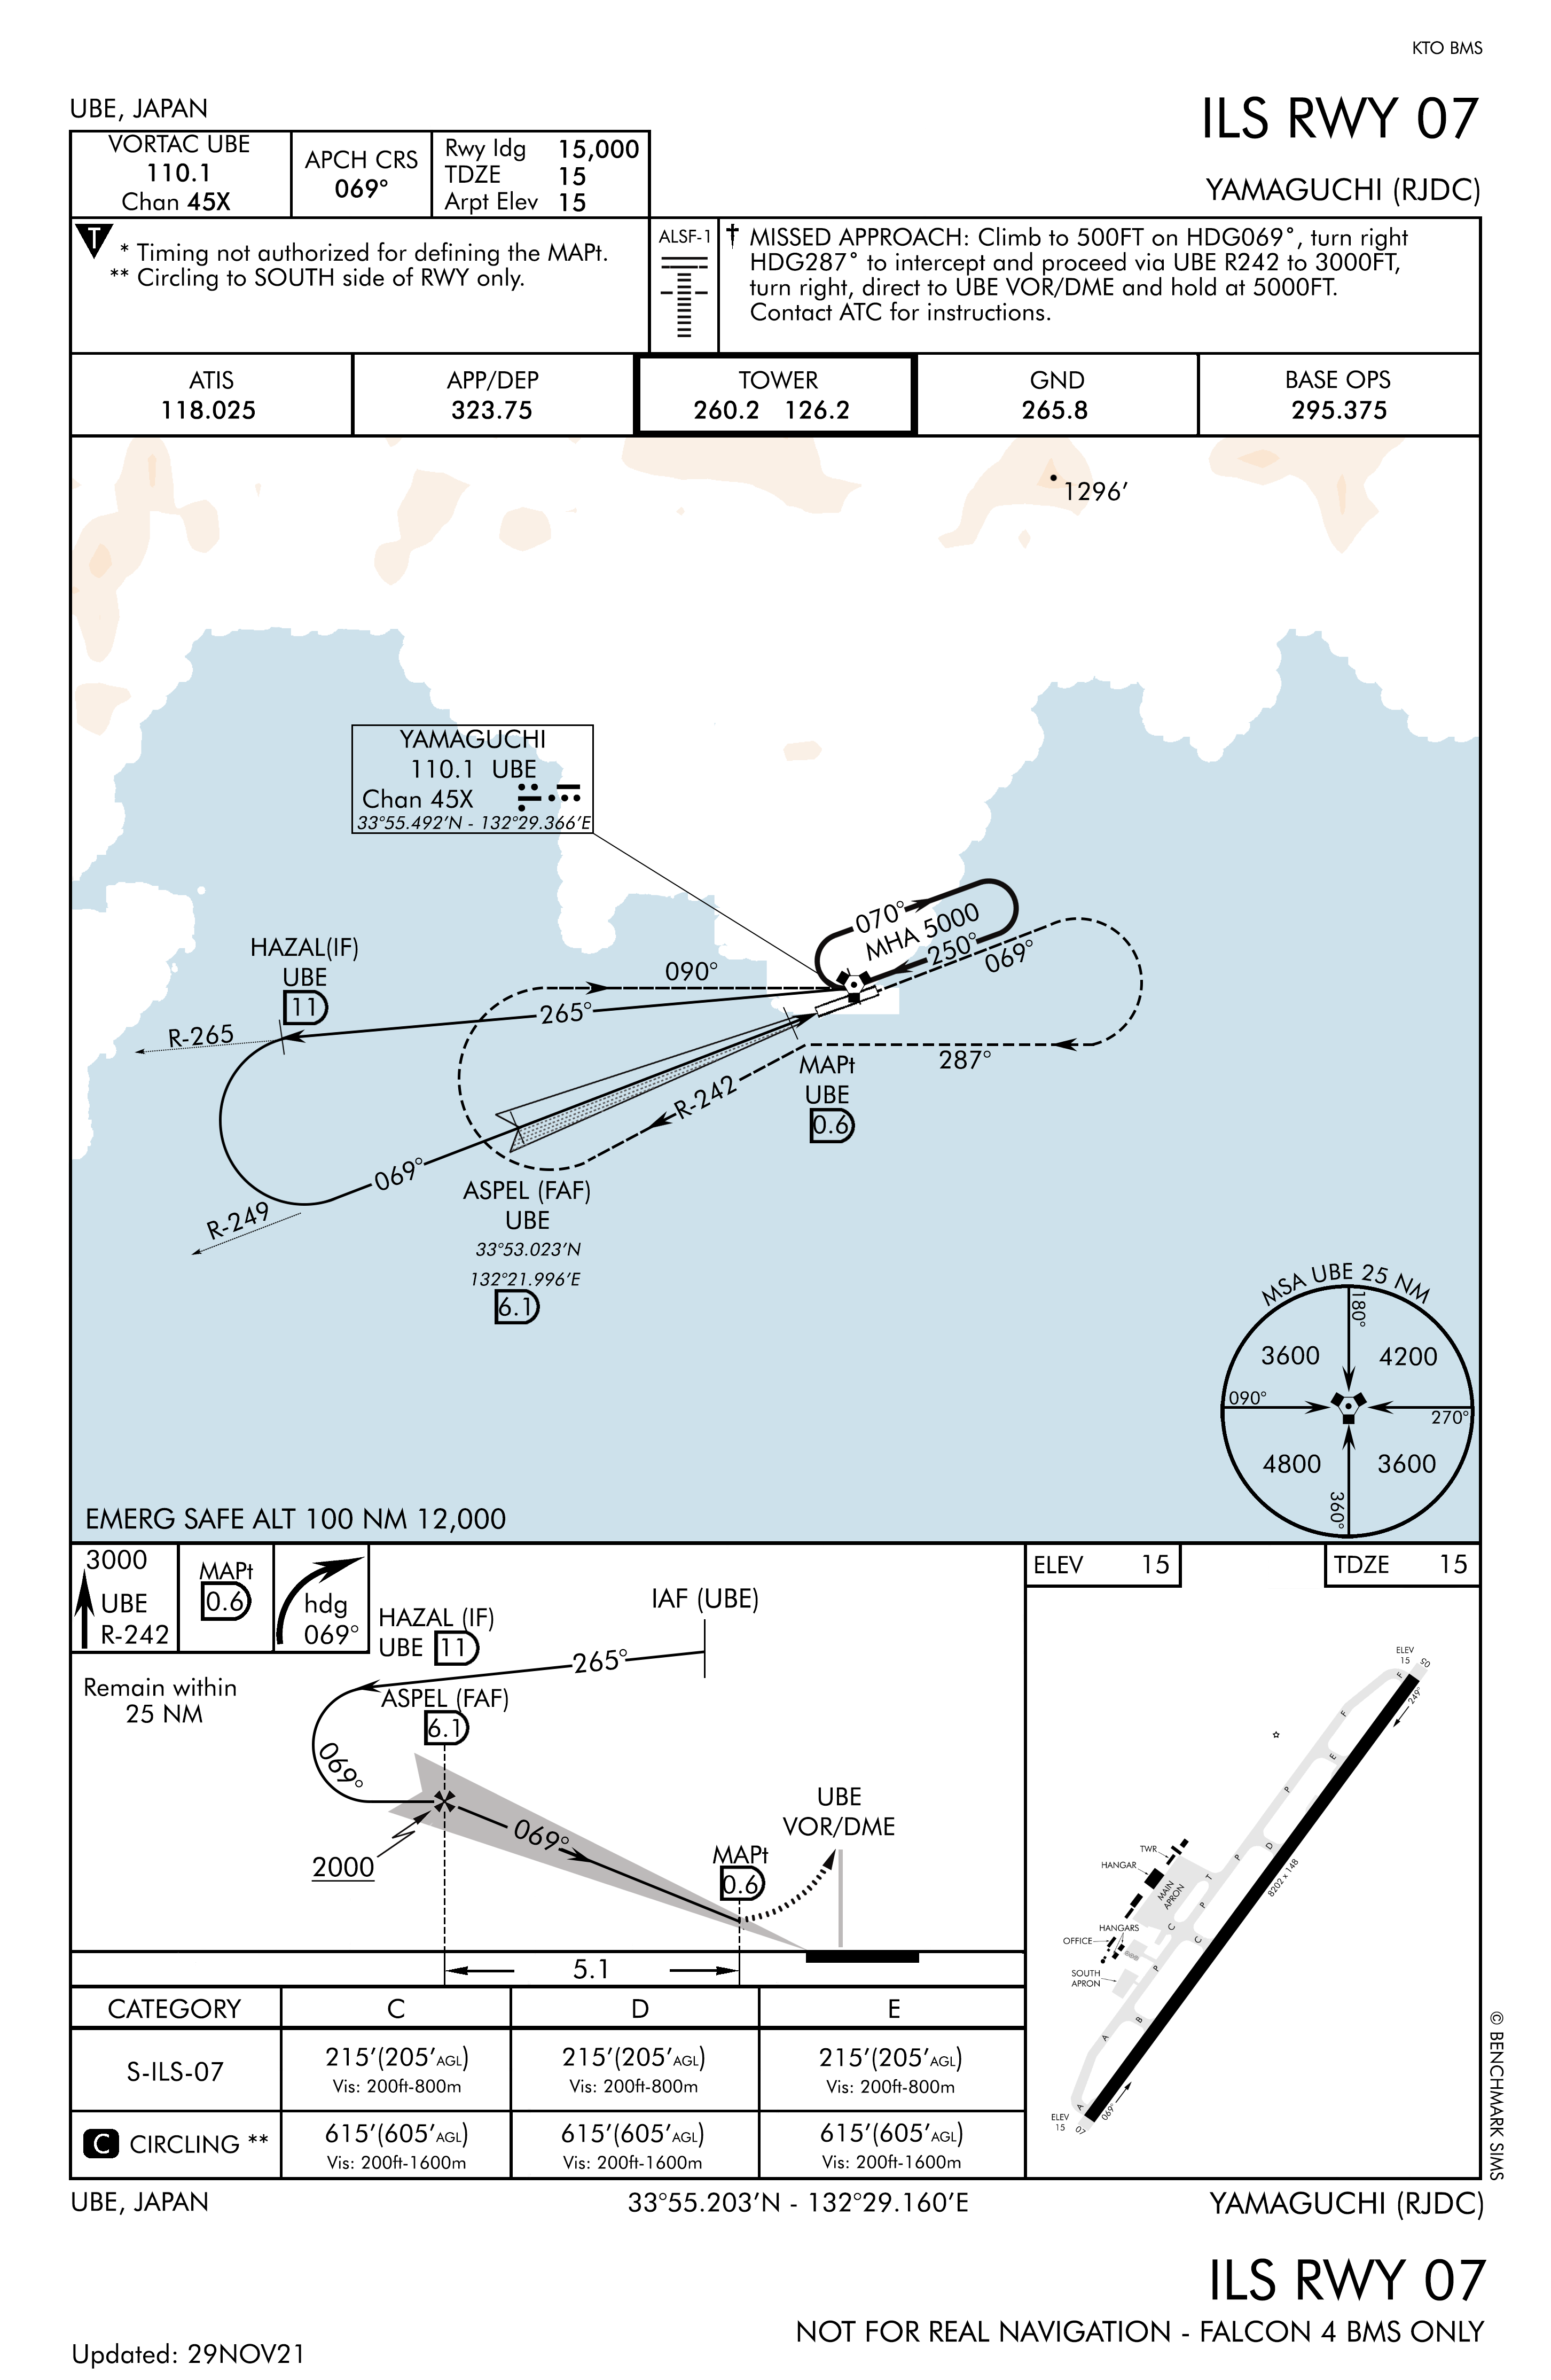 KTO BMS
UBE, JAPAN
ILS RWY 07
YAMAGUCHI (RJDC)
VORTAC UBE
110.1
Chan 45X
APCH CRS
069°
Rwy ldg 15,000
TDZE 15
Arpt Elev 15
T
* Timing not authorized for defining the MAPt.
** Circling to SOUTH side of RWY only.
ALSF-1
† MISSED APPROACH: Climb to 500FT on HDG069°, turn right
HDG287° to intercept and proceed via UBE R242 to 3000FT,
turn right, direct to UBE VOR/DME and hold at 5000FT.
Contact ATC for instructions.
ATIS
118.025
APP/DEP
323.75
TOWER
260.2 126.2
GND
265.8
BASE OPS
295.375
1296’
YAMAGUCHI
110.1 UBE
Chan 45X
33°55.492’N - 132°29.366’E
070°
MHA 5000
250°
069°
HAZAL(IF)
UBE
11
090°
265°
R-265
287°
MAPt
UBE
0.6
R-242
069°
R-249
ASPEL (FAF)
UBE
33°53.023’N
132°21.996’E
6.1
MSA UBE 25 NM
180°
3600
4200
090°
270°
4800
3600
360°
EMERG SAFE ALT 100 NM 12,000
3000
UBE
R-242
MAPt
0.6
hdg
069°
Remain within
25 NM
HAZAL (IF)
UBE 11
IAF (UBE)
265°
ASPEL (FAF)
6.1
069°
2000
069°
MAPt
0.6
UBE
VOR/DME
5.1
ELEV 15
TDZE 15
ELEV
15
05
249°
F
F
E
P
D
P
8202 x 148
TWR
HANGAR
MAIN
APRON
T
P
C
C
HANGARS
OFFICE
P
SOUTH
APRON
B
A
A
069°
ELEV
15
07
CATEGORY C D E
S-ILS-07
215’(205’AGL)
Vis: 200ft-800m
215’(205’AGL)
Vis: 200ft-800m
215’(205’AGL)
Vis: 200ft-800m
C CIRCLING **
615’(605’AGL)
Vis: 200ft-1600m
615’(605’AGL)
Vis: 200ft-1600m
615’(605’AGL)
Vis: 200ft-1600m
© BENCHMARK SIMS
UBE, JAPAN
33°55.203’N - 132°29.160’E
YAMAGUCHI (RJDC)
ILS RWY 07
NOT FOR REAL NAVIGATION - FALCON 4 BMS ONLY
Updated: 29NOV21